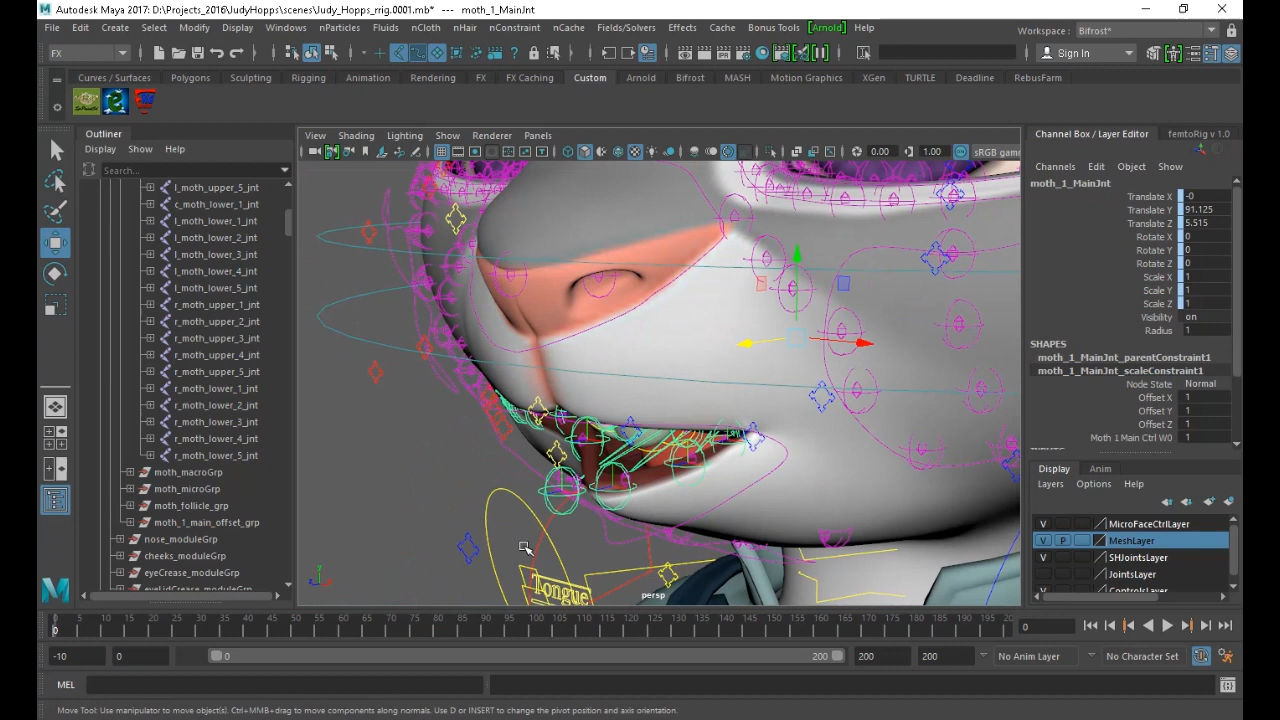 Autodesk Maya 2017: D:\Projects_2016\JudyHopps\scenes\Judy_Hopps_rig.0001.mb* --- moth_1_MainJnt
File Edit Create Select Modify Display Windows nParticles Fluids nCloth nHair nConstraint nCache Fields/Solvers Effects Cache Bonus Tools [Arnold] Help
Workspace : Bifrost*
FX
Sign In
Curves / Surfaces Polygons Sculpting Rigging Animation Rendering FX FX Caching Custom Arnold Bifrost MASH Motion Graphics XGen TURTLE Deadline RebusFarm
Outliner
Display Show Help
Search...
l_moth_upper_5_jnt
c_moth_lower_1_jnt
l_moth_lower_1_jnt
l_moth_lower_2_jnt
l_moth_lower_3_jnt
l_moth_lower_4_jnt
l_moth_lower_5_jnt
r_moth_upper_1_jnt
r_moth_upper_2_jnt
r_moth_upper_3_jnt
r_moth_upper_4_jnt
r_moth_upper_5_jnt
r_moth_lower_1_jnt
r_moth_lower_2_jnt
r_moth_lower_3_jnt
r_moth_lower_4_jnt
r_moth_lower_5_jnt
moth_macroGrp
moth_microGrp
moth_follicle_grp
moth_1_main_offset_grp
nose_moduleGrp
cheeks_moduleGrp
eyeCrease_moduleGrp
View Shading Lighting Show Renderer Panels
0.00 1.00 sRGB gamm
Tongue
persp
Channel Box / Layer Editor femtoRig v 1.0
Channels Edit Object Show
moth_1_MainJnt
Translate X -0
Translate Y 91.125
Translate Z 5.515
Rotate X 0
Rotate Y 0
Rotate Z 0
Scale X 1
Scale Y 1
Scale Z 1
Visibility on
Radius 1
SHAPES
moth_1_MainJnt_parentConstraint1
moth_1_MainJnt_scaleConstraint1
Node State Normal
Offset X 1
Offset Y 1
Offset Z 1
Moth 1 Main Ctrl W0 1
Display Anim
Layers Options Help
V MicroFaceCtrlLayer
V P MeshLayer
V SHJointsLayer
JointsLayer
ControlsLayer
0 5 10 15 20 25 30 35 40 45 50 55 60 65 70 75 80 85 90 95 100 105 110 115 120 125 130 135 140 145 150 155 160 165 170 175 180 185 190 195 20
0
0
-10 0 0 200 200 200 No Anim Layer No Character Set
MEL
Move Tool: Use manipulator to move object(s). Ctrl+MMB+drag to move components along normals. Use D or INSERT to change the pivot position and axis orientation.